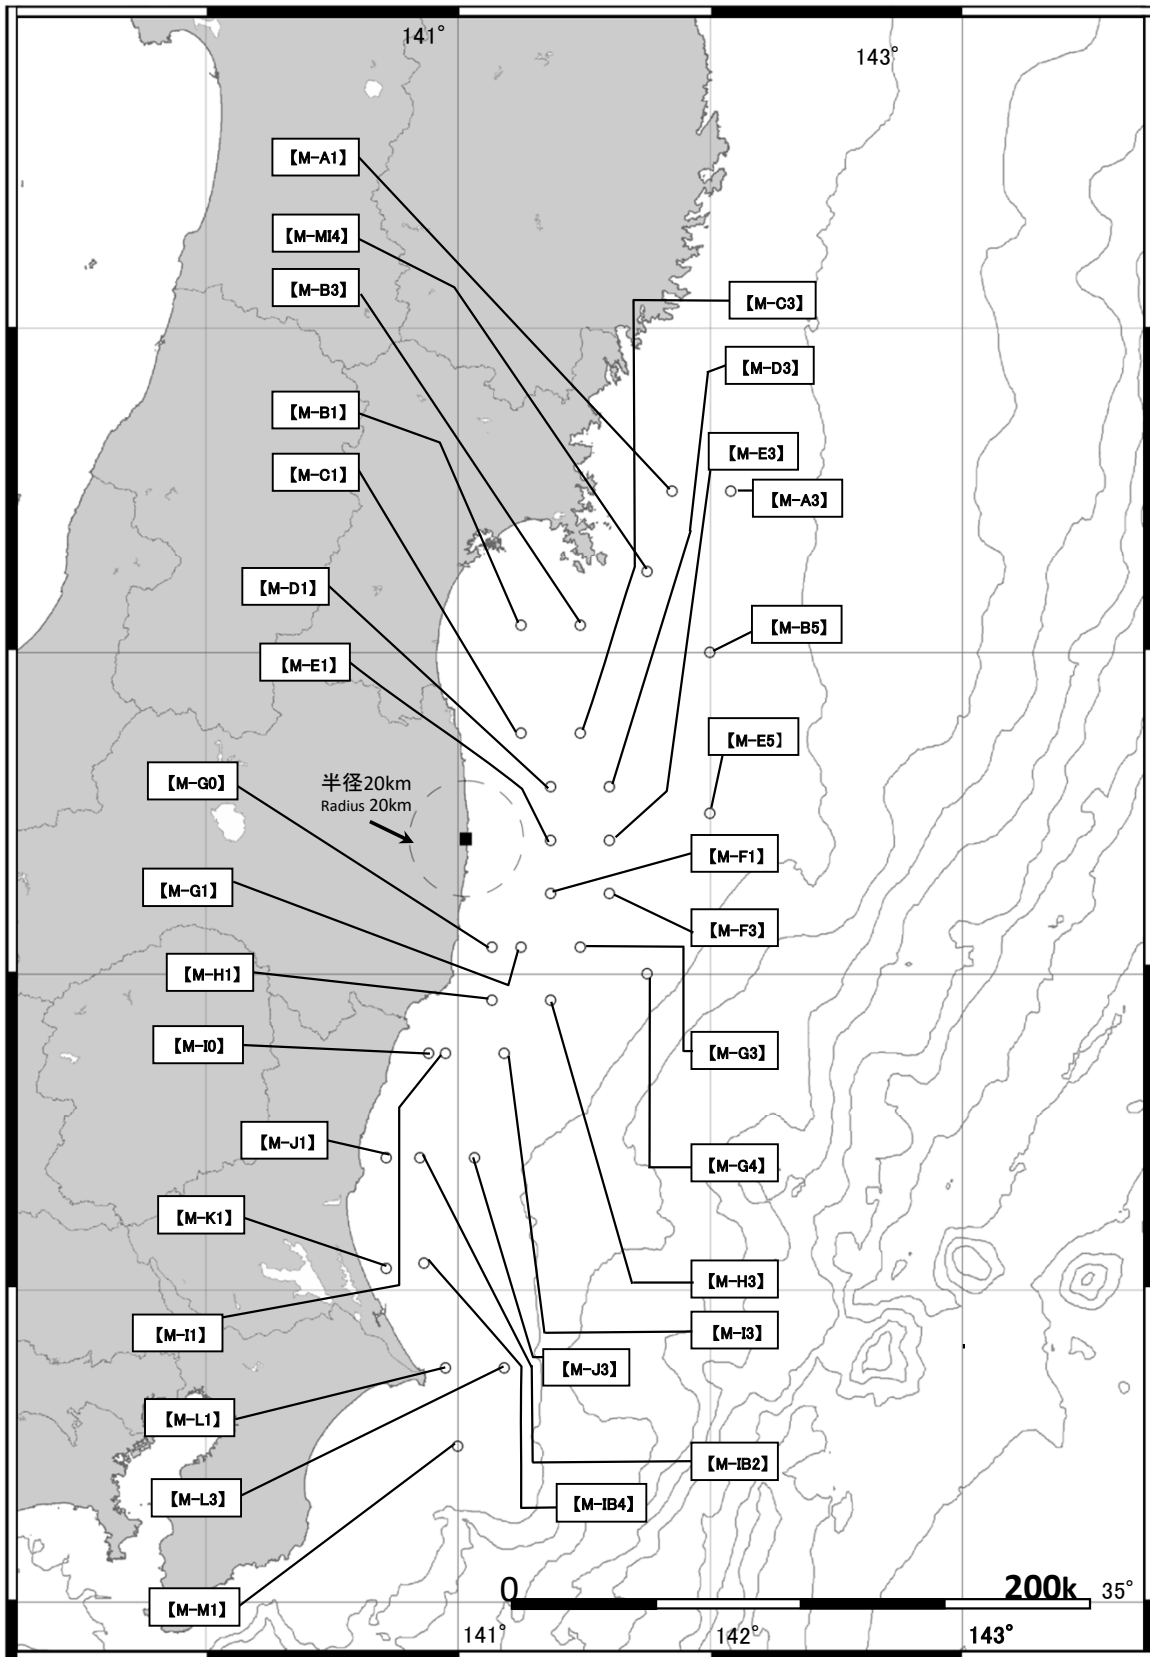 141°
143°
【M-A1】
【M-MI4】
【M-B3】
【M-C3】
【M-D3】
【M-B1】
【M-E3】
【M-C1】
【M-A3】
【M-D1】
【M-B5】
【M-E1】
【M-E5】
【M-G0】
半径20km
Radius 20km
【M-F1】
【M-G1】
【M-F3】
【M-H1】
【M-I0】
【M-G3】
【M-J1】
【M-G4】
【M-K1】
【M-H3】
【M-I1】
【M-I3】
【M-J3】
【M-L1】
【M-IB2】
【M-L3】
【M-IB4】
【M-M1】
0
200k
35°
141°
142°
143°